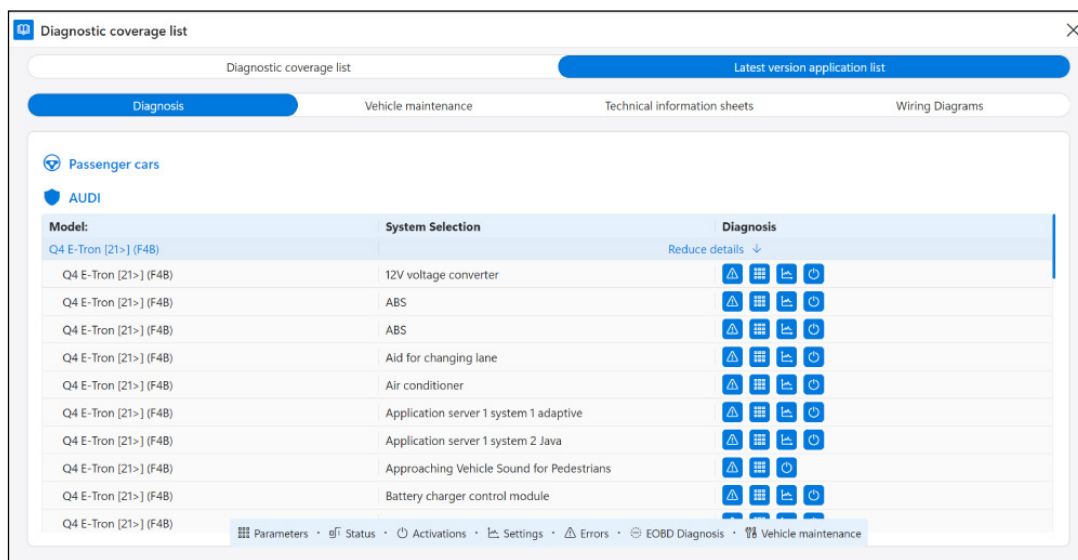 Diagnostic coverage list
Diagnostic coverage list Latest version application list
Diagnosis Vehicle maintenance Technical information sheets Wiring Diagrams
Passenger cars
AUDI
Model: System Selection Diagnosis
Q4 E-Tron [21>] (F4B) Reduce details ↓
Q4 E-Tron [21>] (F4B) 12V voltage converter
Q4 E-Tron [21>] (F4B) ABS
Q4 E-Tron [21>] (F4B) ABS
Q4 E-Tron [21>] (F4B) Aid for changing lane
Q4 E-Tron [21>] (F4B) Air conditioner
Q4 E-Tron [21>] (F4B) Application server 1 system 1 adaptive
Q4 E-Tron [21>] (F4B) Application server 1 system 2 Java
Q4 E-Tron [21>] (F4B) Approaching Vehicle Sound for Pedestrians
Q4 E-Tron [21>] (F4B) Battery charger control module
Q4 E-Tron [21>] (F4B)
Parameters • Status • Activations • Settings • Errors • EOBD Diagnosis • Vehicle maintenance